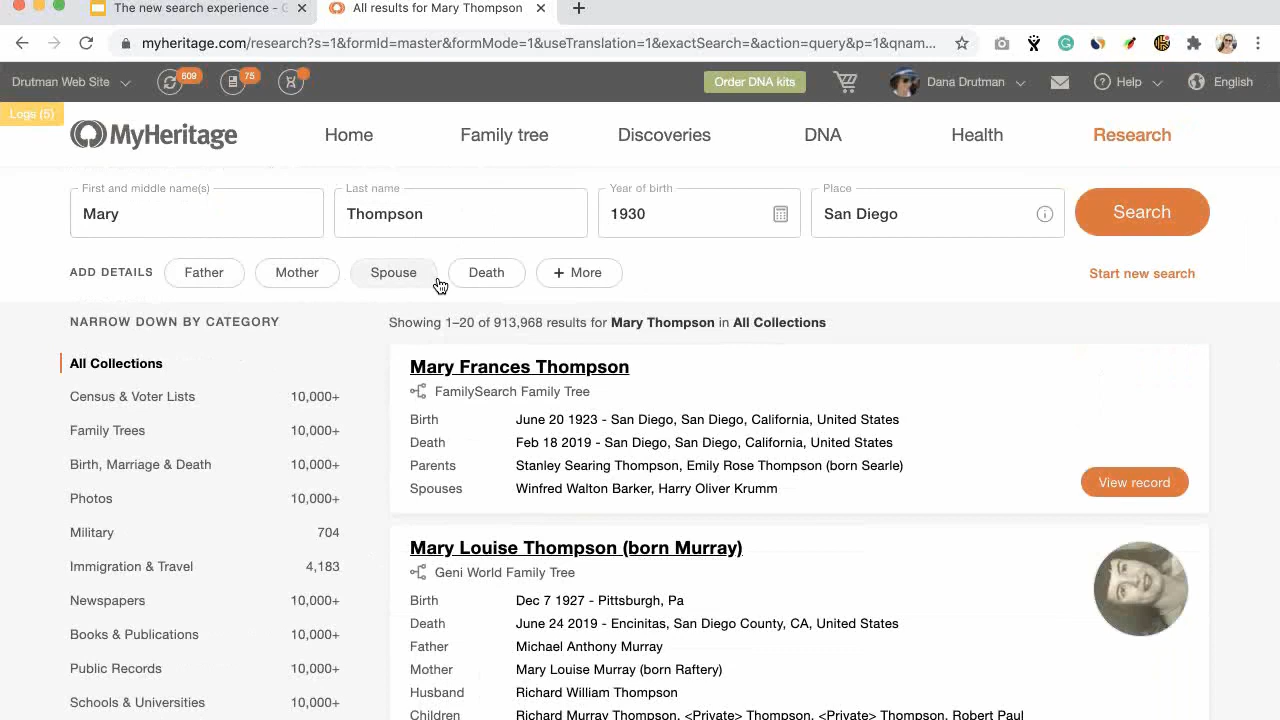 The new search experience - G
All results for Mary Thompson
myheritage.com/research?s=1&formId=master&formMode=1&useTranslation=1&exactSearch=&action=query&p=1&qnam...
Drutman Web Site 609 75 Order DNA kits Dana Drutman Help English
Logs (5)
MyHeritage Home Family tree Discoveries DNA Health Research
First and middle name(s) Last name Year of birth Place
Mary Thompson 1930 San Diego Search
ADD DETAILS Father Mother Spouse Death + More Start new search
NARROW DOWN BY CATEGORY
All Collections
Census & Voter Lists 10,000+
Family Trees 10,000+
Birth, Marriage & Death 10,000+
Photos 10,000+
Military 704
Immigration & Travel 4,183
Newspapers 10,000+
Books & Publications 10,000+
Public Records 10,000+
Schools & Universities 10,000+
Showing 1–20 of 913,968 results for Mary Thompson in All Collections
Mary Frances Thompson
FamilySearch Family Tree
Birth June 20 1923 - San Diego, San Diego, California, United States
Death Feb 18 2019 - San Diego, San Diego, California, United States
Parents Stanley Searing Thompson, Emily Rose Thompson (born Searle)
Spouses Winfred Walton Barker, Harry Oliver Krumm
View record
Mary Louise Thompson (born Murray)
Geni World Family Tree
Birth Dec 7 1927 - Pittsburgh, Pa
Death June 24 2019 - Encinitas, San Diego County, CA, United States
Father Michael Anthony Murray
Mother Mary Louise Murray (born Raftery)
Husband Richard William Thompson
Children Richard Murray Thompson, <Private> Thompson, <Private> Thompson, Robert Paul